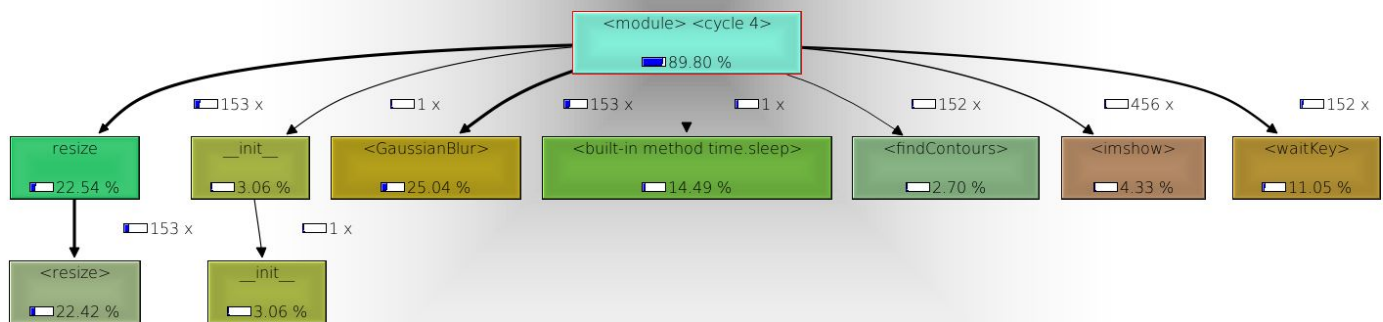 <module> <cycle 4>
89.80 %
153 x
1 x
153 x
1 x
152 x
456 x
152 x
resize
22.54 %
__init__
3.06 %
<GaussianBlur>
25.04 %
<built-in method time.sleep>
14.49 %
<findContours>
2.70 %
<imshow>
4.33 %
<waitKey>
11.05 %
153 x
1 x
<resize>
22.42 %
__init__
3.06 %